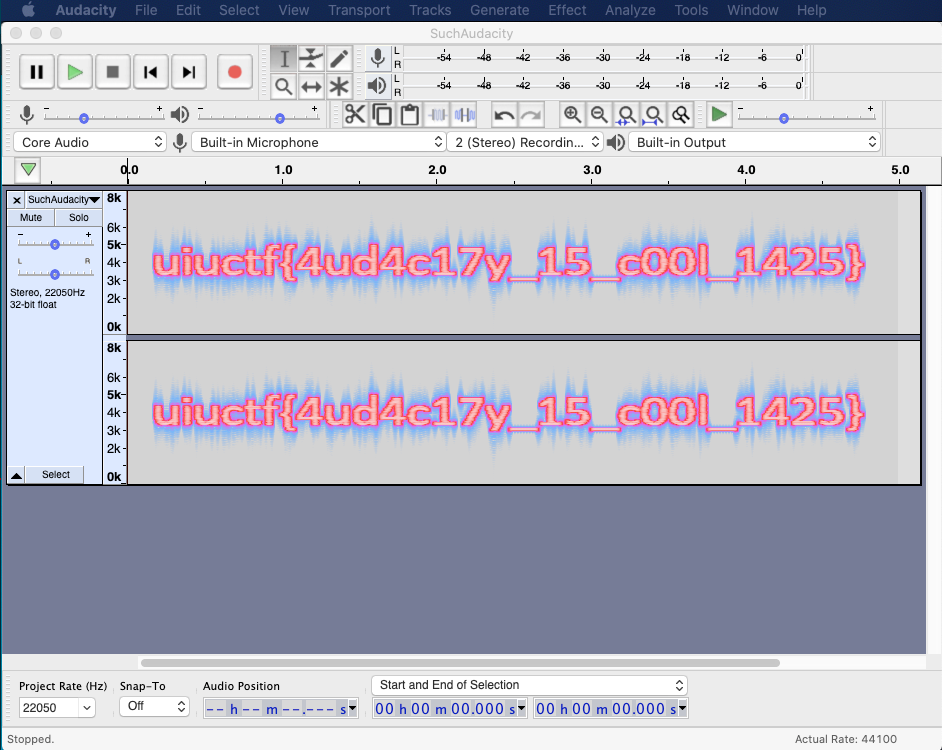 Audacity File Edit Select View Transport Tracks Generate Effect Analyze Tools Window Help
SuchAudacity
L
R
-54 -48 -42 -36 -30 -24 -18 -12 -6 0
L
R
-54 -48 -42 -36 -30 -24 -18 -12 -6 0
- + - + - +
Core Audio Built-in Microphone 2 (Stereo) Recordin... Built-in Output
0.0 1.0 2.0 3.0 4.0 5.0
× SuchAudacity
Mute Solo
- +
L R
Stereo, 22050Hz
32-bit float
Select
8k
6k
5k
4k
3k
2k
0k
uiuctf{4ud4c17y_15_c00l_1425}
8k
6k
5k
4k
3k
2k
0k
uiuctf{4ud4c17y_15_c00l_1425}
Project Rate (Hz) Snap-To Audio Position Start and End of Selection
22050 Off -- h -- m --.--- s 00 h 00 m 00.000 s 00 h 00 m 00.000 s
Stopped. Actual Rate: 44100